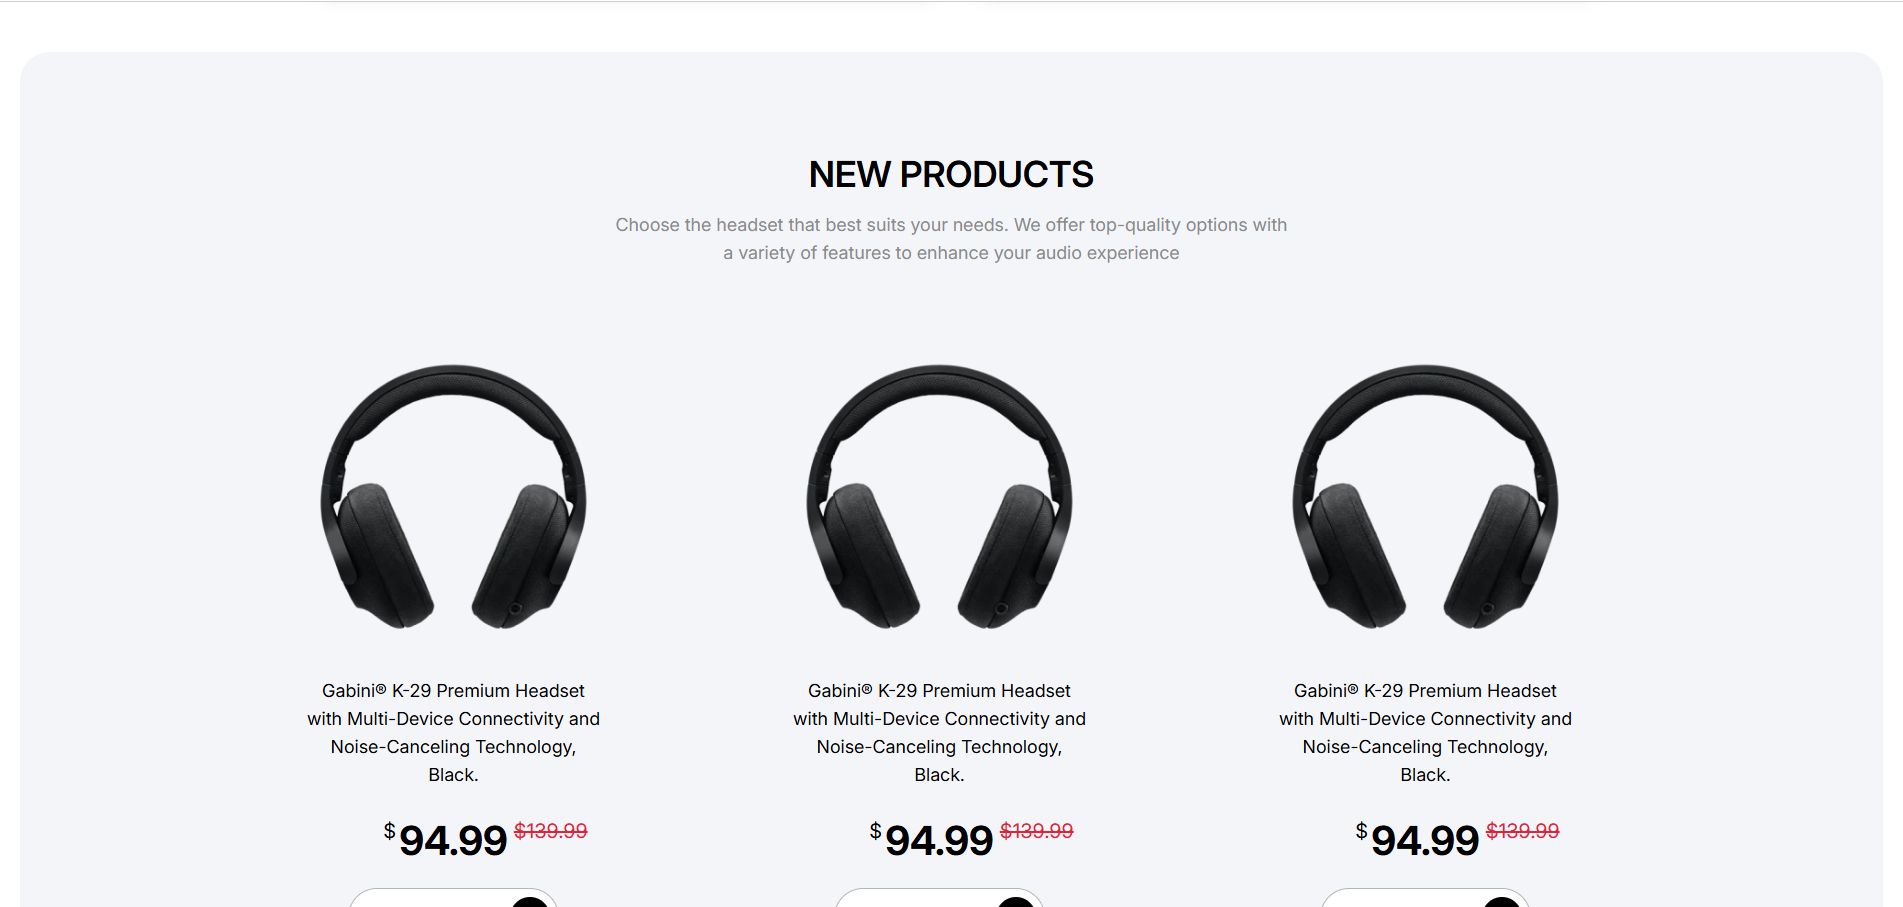 NEW PRODUCTS
Choose the headset that best suits your needs. We offer top-quality options with
a variety of features to enhance your audio experience
Gabini® K-29 Premium Headset
with Multi-Device Connectivity and
Noise-Canceling Technology,
Black.
$94.99 $139.99
Gabini® K-29 Premium Headset
with Multi-Device Connectivity and
Noise-Canceling Technology,
Black.
$94.99 $139.99
Gabini® K-29 Premium Headset
with Multi-Device Connectivity and
Noise-Canceling Technology,
Black.
$94.99 $139.99